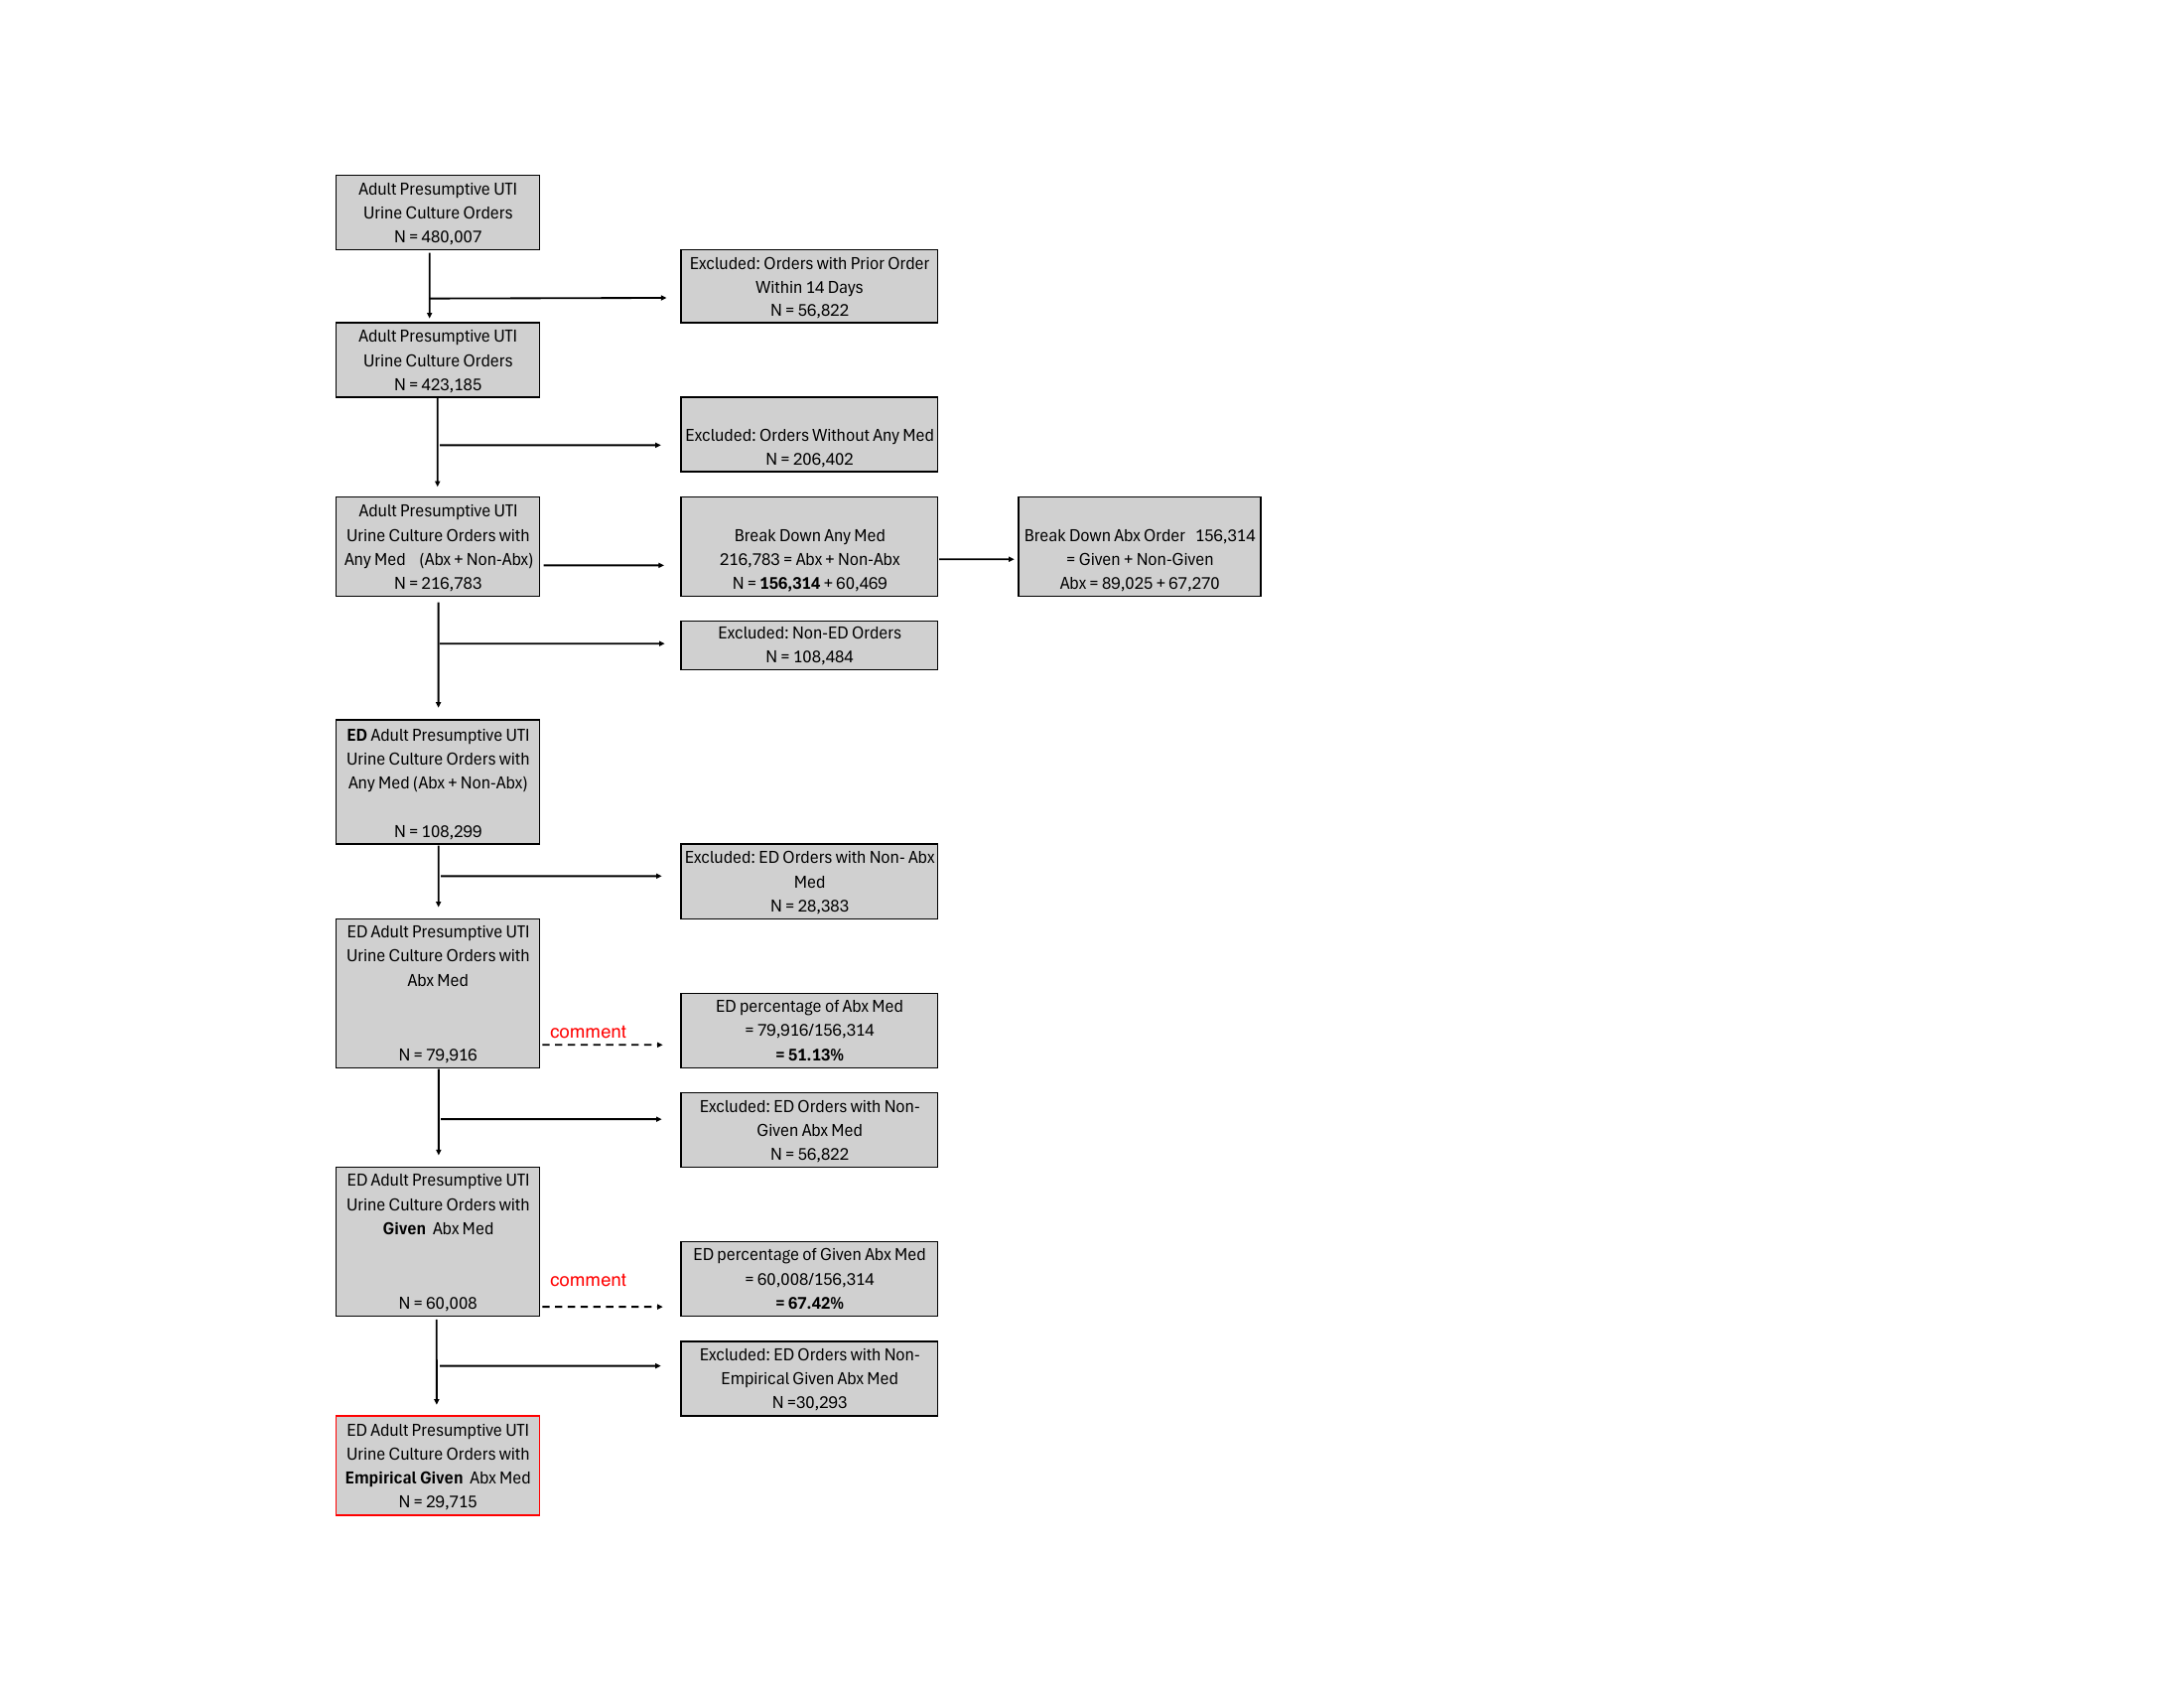 Adult Presumptive UTI
Urine Culture Orders
N = 480,007
Excluded: Orders with Prior Order
Within 14 Days
N = 56,822
Adult Presumptive UTI
Urine Culture Orders
N = 423,185
Excluded: Orders Without Any Med
N = 206,402
Adult Presumptive UTI
Urine Culture Orders with
Any Med (Abx + Non-Abx)
N = 216,783
Break Down Any Med
216,783 = Abx + Non-Abx
N = 156,314 + 60,469
Break Down Abx Order 156,314
= Given + Non-Given
Abx = 89,025 + 67,270
Excluded: Non-ED Orders
N = 108,484
ED Adult Presumptive UTI
Urine Culture Orders with
Any Med (Abx + Non-Abx)
N = 108,299
Excluded: ED Orders with Non- Abx
Med
N = 28,383
ED Adult Presumptive UTI
Urine Culture Orders with
Abx Med
N = 79,916
comment
ED percentage of Abx Med
= 79,916/156,314
= 51.13%
Excluded: ED Orders with Non-
Given Abx Med
N = 56,822
ED Adult Presumptive UTI
Urine Culture Orders with
Given Abx Med
N = 60,008
comment
ED percentage of Given Abx Med
= 60,008/156,314
= 67.42%
Excluded: ED Orders with Non-
Empirical Given Abx Med
N =30,293
ED Adult Presumptive UTI
Urine Culture Orders with
Empirical Given Abx Med
N = 29,715